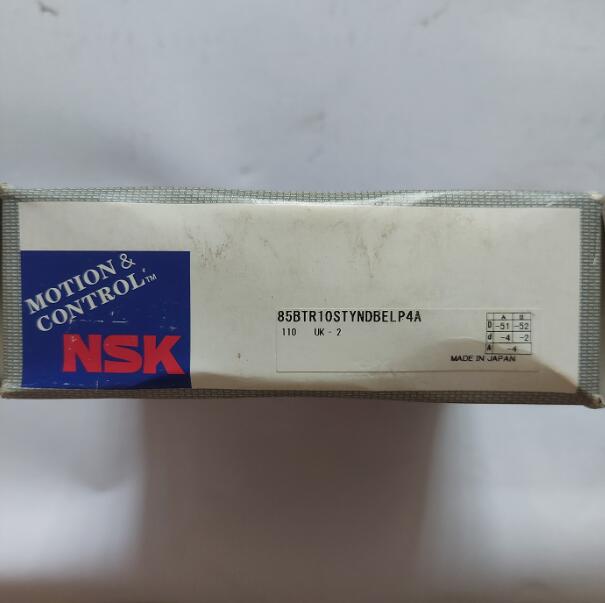 MOTION &
CONTROL™
NSK
85BTR10STYNDBELP4A
110 UK - 2
A B
D -51 -52
d -4 -2
A -4
MADE IN JAPAN